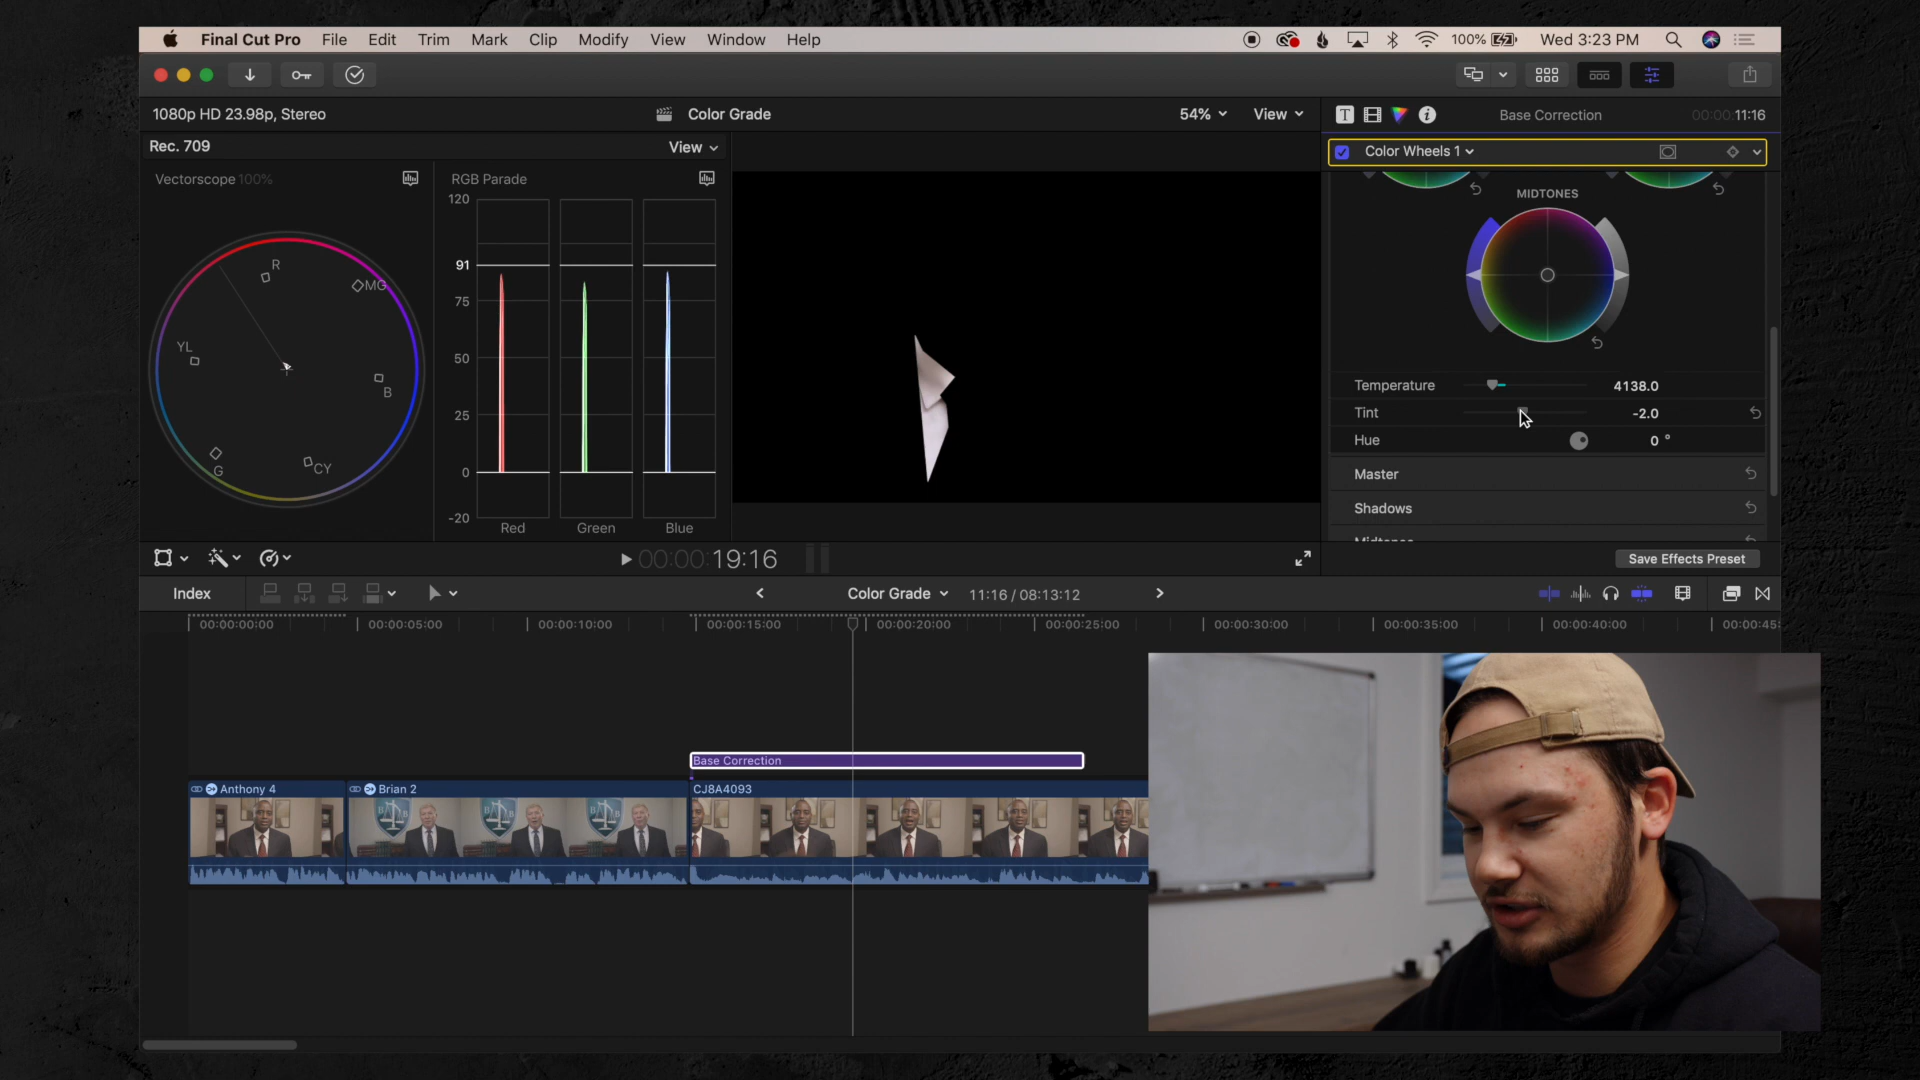 Final Cut Pro File Edit Trim Mark Clip Modify View Window Help 100% Wed 3:23 PM
1080p HD 23.98p, Stereo Color Grade 54% View T i Base Correction 00:00:11:16
Rec. 709 View
Color Wheels 1
Vectorscope 100% RGB Parade
MIDTONES
120
91
75
50
25
0
-20
R
MG
YL
B
G
CY
Red Green Blue
Temperature 4138.0
Tint -2.0
Hue 0 °
Master
Shadows
Midtones
00:00:19:16 Save Effects Preset
Index Color Grade 11:16 / 08:13:12
00:00:00:00 00:00:05:00 00:00:10:00 00:00:15:00 00:00:20:00 00:00:25:00 00:00:30:00 00:00:35:00 00:00:40:00 00:00:45:
Base Correction
Anthony 4 Brian 2 CJ8A4093